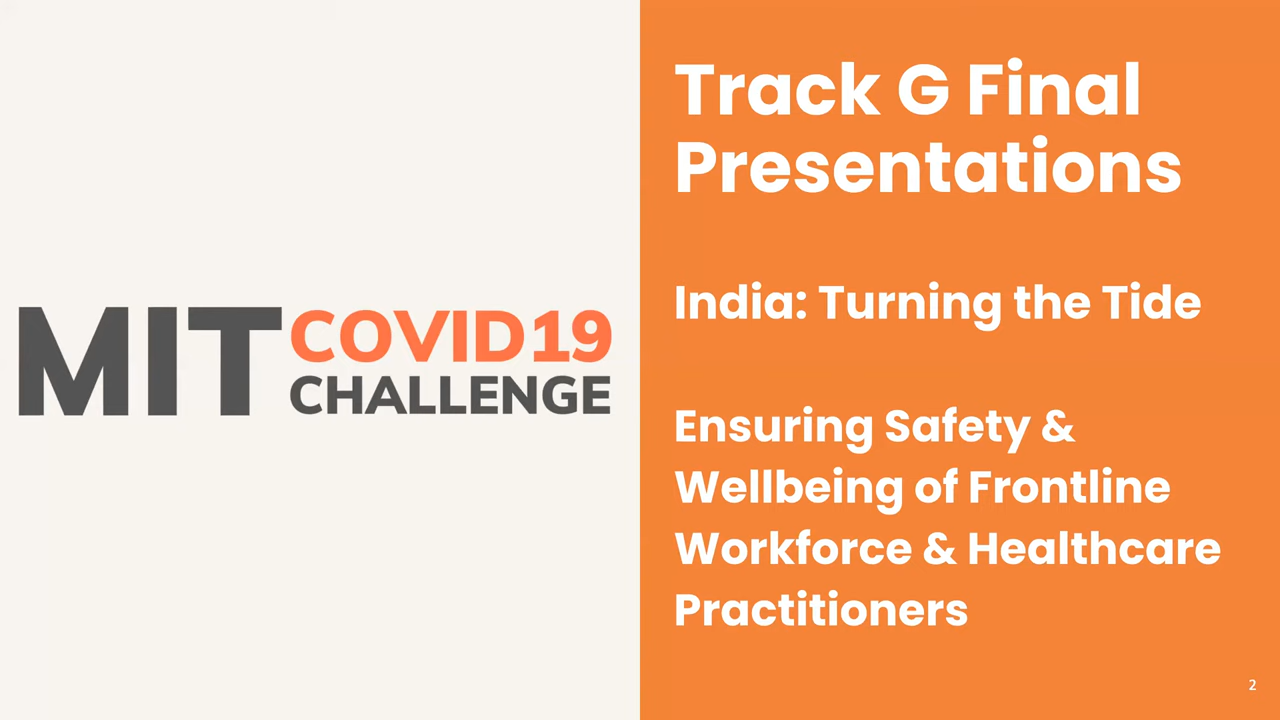 MIT COVID19
CHALLENGE
Track G Final
Presentations
India: Turning the Tide
Ensuring Safety &
Wellbeing of Frontline
Workforce & Healthcare
Practitioners
2